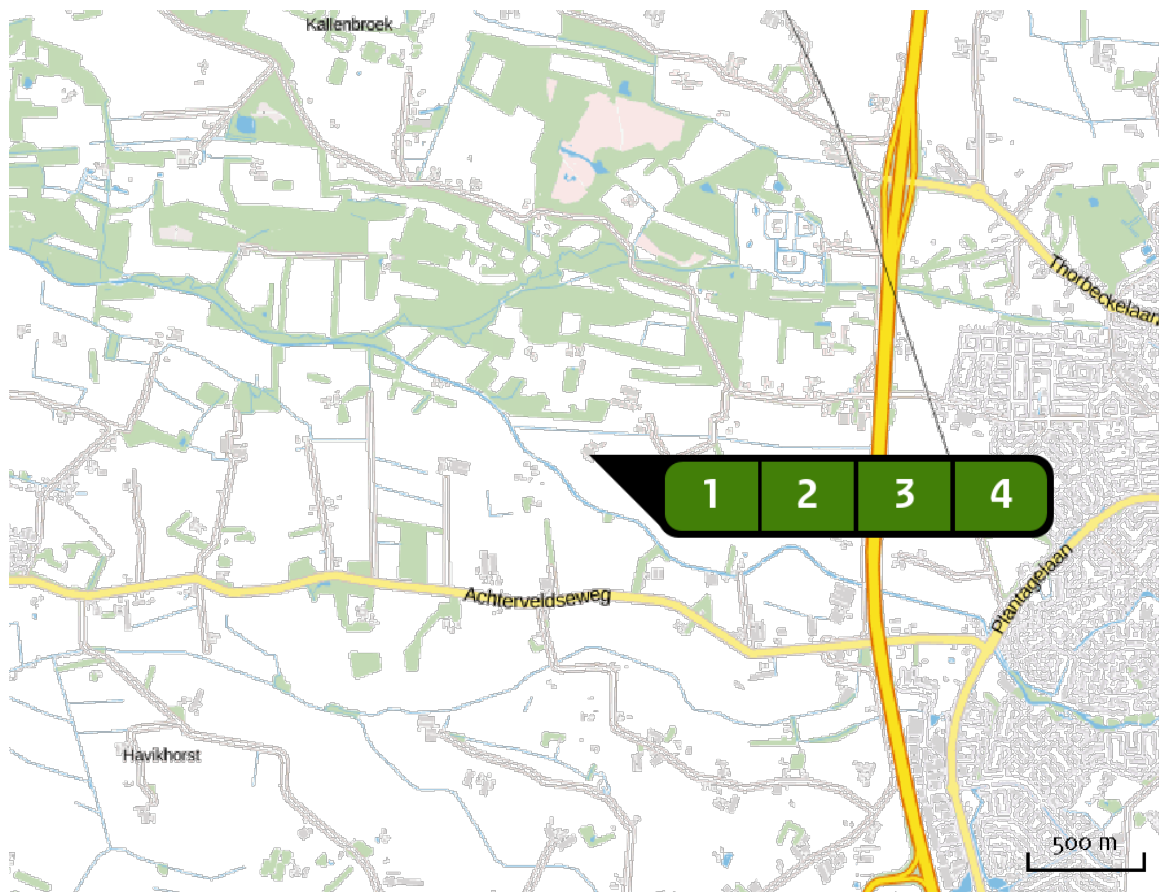 Kallenbroek
Thorbeckelaan
1 2 3 4
Plantagelaan
Achterveldseweg
Havikhorst
500 m